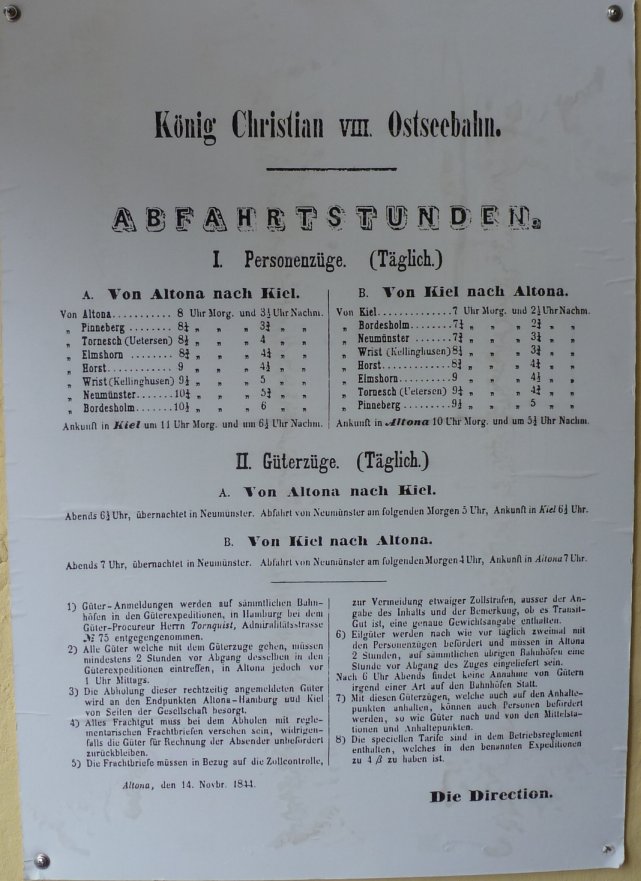 König Christian VIII. Ostseebahn.
ABFAHRTSTUNDEN.
I. Personenzüge. (Täglich.)
A. Von Altona nach Kiel.
Von Altona........... 8 Uhr Morg. und 3½ Uhr Nachm.
„ Pinneberg ........ 8¼ „ „ „ 3¾ „ „
„ Tornesch (Uetersen) 8½ „ „ „ 4 „ „
„ Elmshorn ........ 8¾ „ „ „ 4¼ „ „
„ Horst........... 9 „ „ „ 4½ „ „
„ Wrist (Kellinghusen) 9½ „ „ „ 5 „ „
„ Neumünster...... 10¼ „ „ „ 5¾ „ „
„ Bordesholm...... 10½ „ „ „ 6 „ „
Ankunft in Kiel um 11 Uhr Morg. und um 6½ Uhr Nachm.
B. Von Kiel nach Altona.
Von Kiel..............7 Uhr Morg. und 2½ Uhr Nachm.
„ Bordesholm...... 7¼ „ „ „ 2¾ „ „
„ Neumünster...... 7¾ „ „ „ 3¼ „ „
„ Wrist (Kellinghusen) 8¼ „ „ „ 3¾ „ „
„ Horst........... 8¾ „ „ „ 4¼ „ „
„ Elmshorn........ 9 „ „ „ 4½ „ „
„ Tornesch (Uetersen) 9¼ „ „ „ 4¾ „ „
„ Pinneberg ......... 9½ „ „ „ 5 „ „
Ankunft in Altona 10 Uhr Morg. und um 5½ Uhr Nachm.
II. Güterzüge. (Täglich.)
A. Von Altona nach Kiel.
Abends 6½ Uhr, übernachtet in Neumünster. Abfahrt von Neumünster am folgenden Morgen 5 Uhr, Ankunft in Kiel 6½ Uhr.
B. Von Kiel nach Altona.
Abends 7 Uhr, übernachtet in Neumünster. Abfahrt von Neumünster am folgenden Morgen 4 Uhr, Ankunft in Altona 7 Uhr.
1) Güter-Anmeldungen werden auf sämmtlichen Bahn-
höfen in den Güterexpeditionen, in Hamburg bei dem
Güter-Procureur Herrn Tornquist, Admiralitätsstrasse
№ 75 entgegengenommen.
2) Alle Güter welche mit dem Güterzuge gehen, müssen
mindestens 2 Stunden vor Abgang desselben in den
Güterexpeditionen eintreffen, in Altona jedoch vor
1 Uhr Mittags.
3) Die Abholung dieser rechtzeitig angemeldeten Güter
wird an den Endpunkten Altona-Hamburg und Kiel
von Seiten der Gesellschaft besorgt.
4) Alles Frachtgut muss bei dem Abholen mit regle-
mentarischen Frachtbriefen versehen sein, widrigen-
falls die Güter für Rechnung der Absender unbefördert
zurückbleiben.
5) Die Frachtbriefe müssen in Bezug auf die Zollcontrolle,
zur Vermeidung etwaiger Zollstrafen, ausser der An-
gabe des Inhalts und der Bemerkung, ob es Transit-
Gut ist, eine genaue Gewichtsangabe enthalten.
6) Eilgüter werden nach wie vor täglich zweimal mit
den Personenzügen befördert und müssen in Altona
2 Stunden, auf sämmtlichen übrigen Bahnhöfen eine
Stunde vor Abgang des Zuges eingeliefert sein.
Nach 6 Uhr Abends findet keine Annahme von Gütern
irgend einer Art auf den Bahnhöfen Statt.
7) Mit diesen Güterzügen, welche auch auf den Anhalte-
punkten anhalten, können auch Personen befördert
werden, so wie Güter nach und von den Mittelsta-
tionen und Anhaltepunkten.
8) Die speciellen Tarife sind in dem Betriebsreglement
enthalten, welches in den benannten Expeditionen
zu 4 β zu haben ist.
Altona, den 14. Novbr. 1844.
Die Direction.